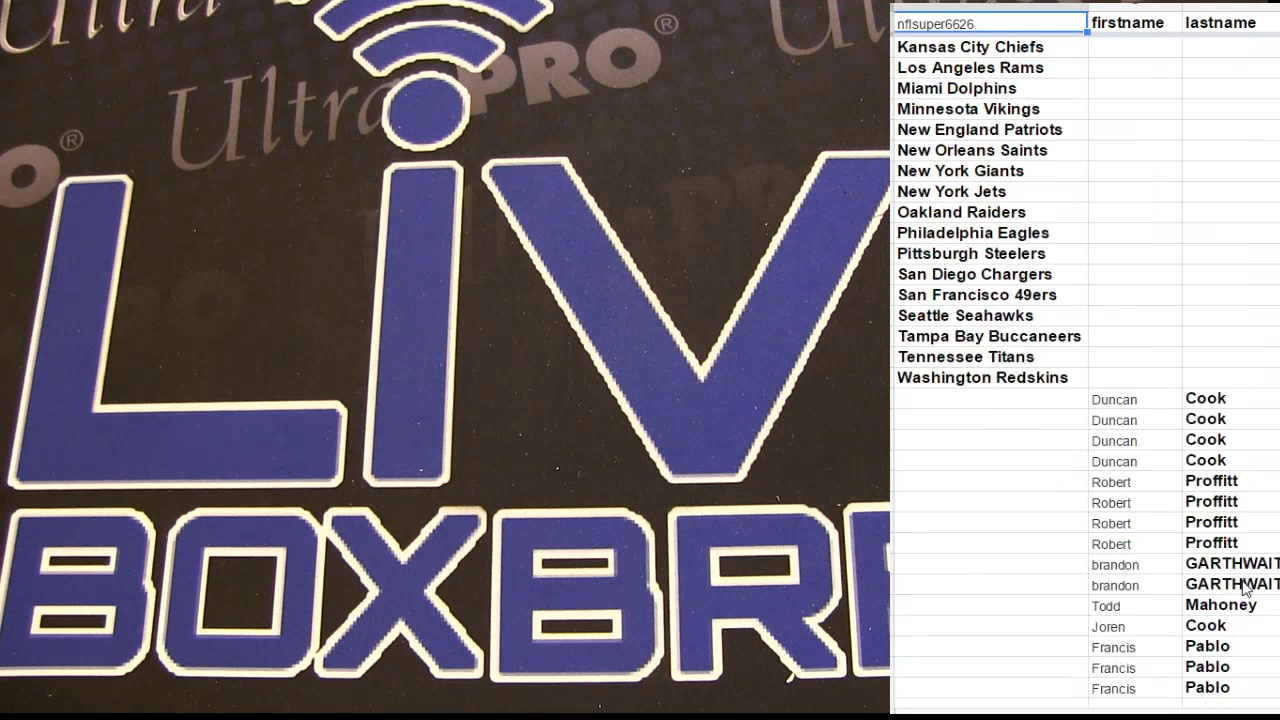 Ultra
PRO®
Ultra
O®
LiV
BOXBR
nflsuper6626 firstname lastname
Kansas City Chiefs
Los Angeles Rams
Miami Dolphins
Minnesota Vikings
New England Patriots
New Orleans Saints
New York Giants
New York Jets
Oakland Raiders
Philadelphia Eagles
Pittsburgh Steelers
San Diego Chargers
San Francisco 49ers
Seattle Seahawks
Tampa Bay Buccaneers
Tennessee Titans
Washington Redskins
Duncan Cook
Duncan Cook
Duncan Cook
Duncan Cook
Robert Proffitt
Robert Proffitt
Robert Proffitt
Robert Proffitt
brandon GARTHWAIT
brandon GARTHWAIT
Todd Mahoney
Joren Cook
Francis Pablo
Francis Pablo
Francis Pablo